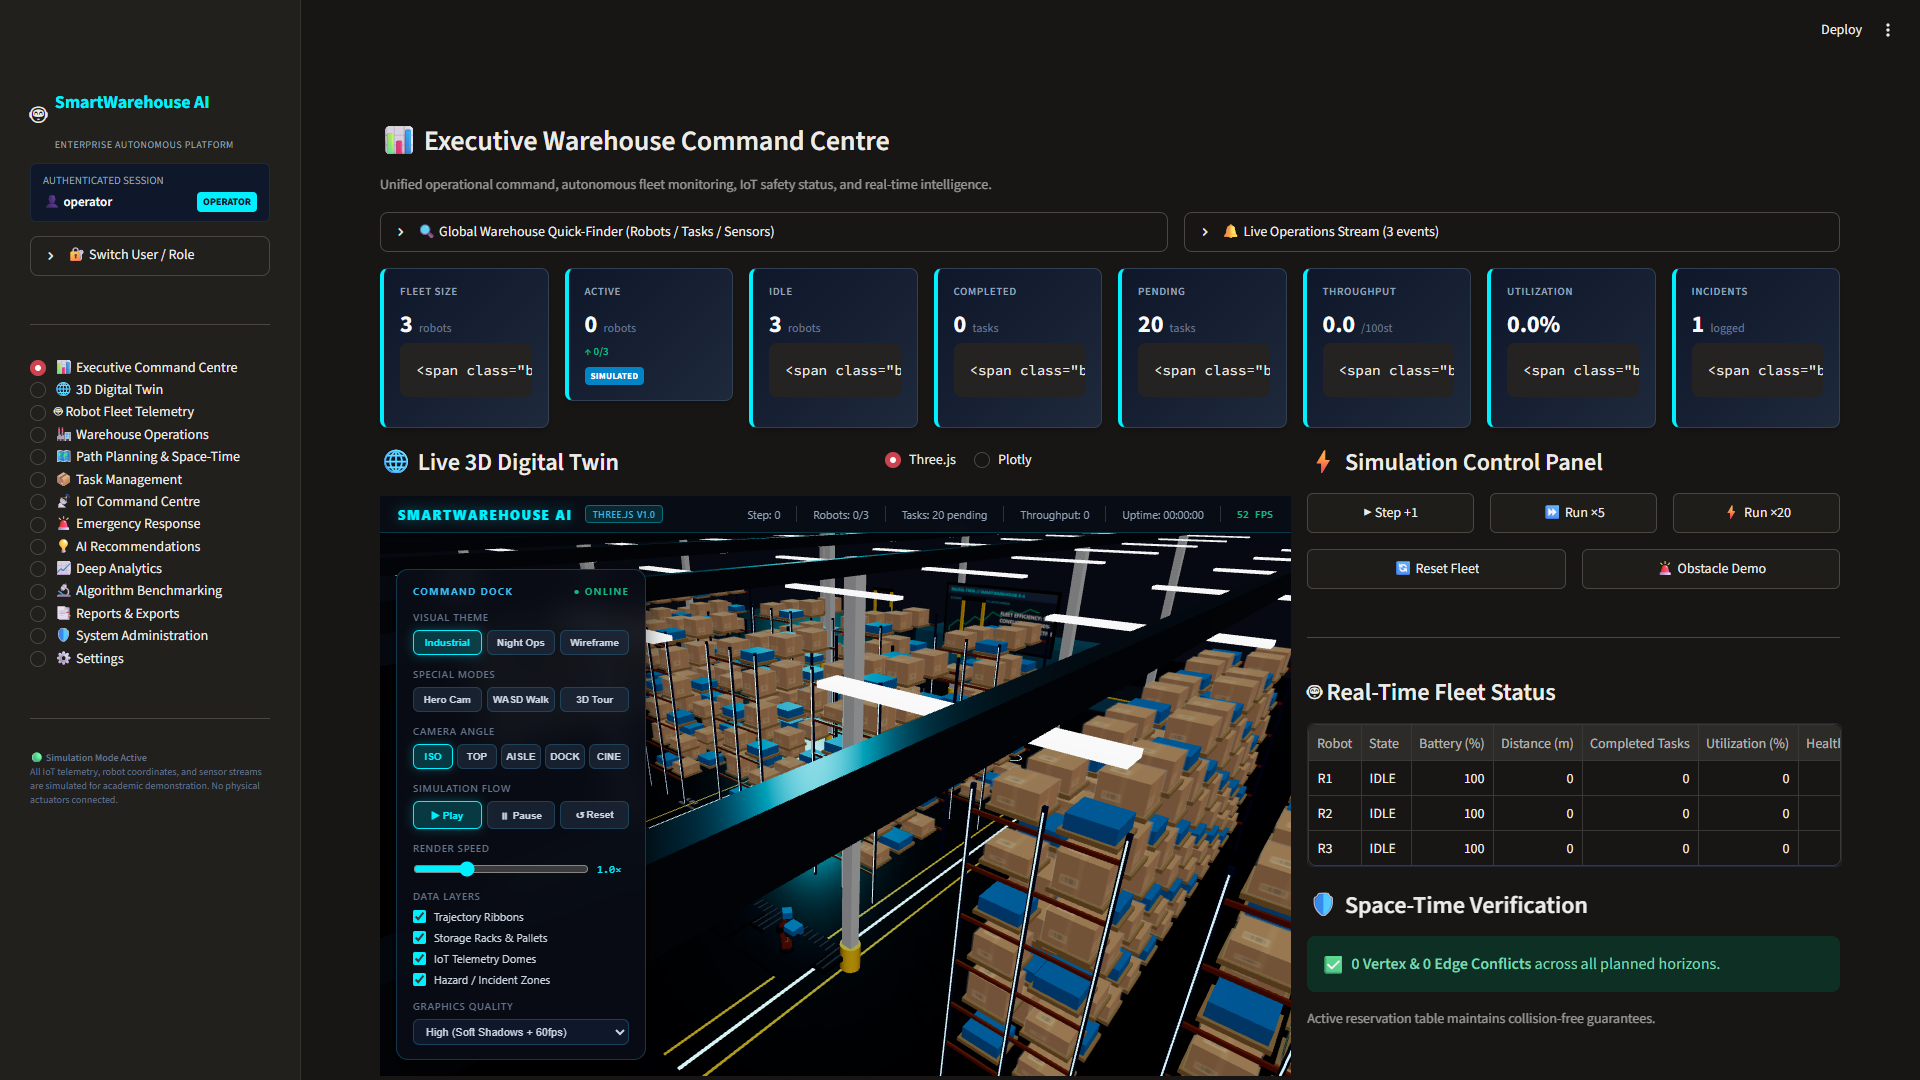 Deploy
SmartWarehouse AI
ENTERPRISE AUTONOMOUS PLATFORM
AUTHENTICATED SESSION
operator
OPERATOR
Switch User / Role
Executive Command Centre
3D Digital Twin
Robot Fleet Telemetry
Warehouse Operations
Path Planning & Space-Time
Task Management
IoT Command Centre
Emergency Response
AI Recommendations
Deep Analytics
Algorithm Benchmarking
Reports & Exports
System Administration
Settings
Simulation Mode Active
All IoT telemetry, robot coordinates, and sensor streams
are simulated for academic demonstration. No physical
actuators connected.
Executive Warehouse Command Centre
Unified operational command, autonomous fleet monitoring, IoT safety status, and real-time intelligence.
Global Warehouse Quick-Finder (Robots / Tasks / Sensors)
Live Operations Stream (3 events)
FLEET SIZE
3 robots
<span class="b
ACTIVE
0 robots
↑ 0/3
SIMULATED
IDLE
3 robots
<span class="b
COMPLETED
0 tasks
<span class="b
PENDING
20 tasks
<span class="b
THROUGHPUT
0.0 /100st
<span class="b
UTILIZATION
0.0%
<span class="b
INCIDENTS
1 logged
<span class="b
Live 3D Digital Twin
Three.js
Plotly
SMARTWAREHOUSE AI THREE.JS V1.0 Step: 0 Robots: 0/3 Tasks: 20 pending Throughput: 0 Uptime: 00:00:00 52 FPS
COMMAND DOCK ONLINE
VISUAL THEME
Industrial Night Ops Wireframe
SPECIAL MODES
Hero Cam WASD Walk 3D Tour
CAMERA ANGLE
ISO TOP AISLE DOCK CINE
SIMULATION FLOW
▶ Play ⏸ Pause ↺ Reset
RENDER SPEED
1.0×
DATA LAYERS
Trajectory Ribbons
Storage Racks & Pallets
IoT Telemetry Domes
Hazard / Incident Zones
GRAPHICS QUALITY
High (Soft Shadows + 60fps)
Simulation Control Panel
▶ Step +1
Run ×5
Run ×20
Reset Fleet
Obstacle Demo
Real-Time Fleet Status
Robot State Battery (%) Distance (m) Completed Tasks Utilization (%) Healt
R1 IDLE 100 0 0 0
R2 IDLE 100 0 0 0
R3 IDLE 100 0 0 0
Space-Time Verification
0 Vertex & 0 Edge Conflicts across all planned horizons.
Active reservation table maintains collision-free guarantees.